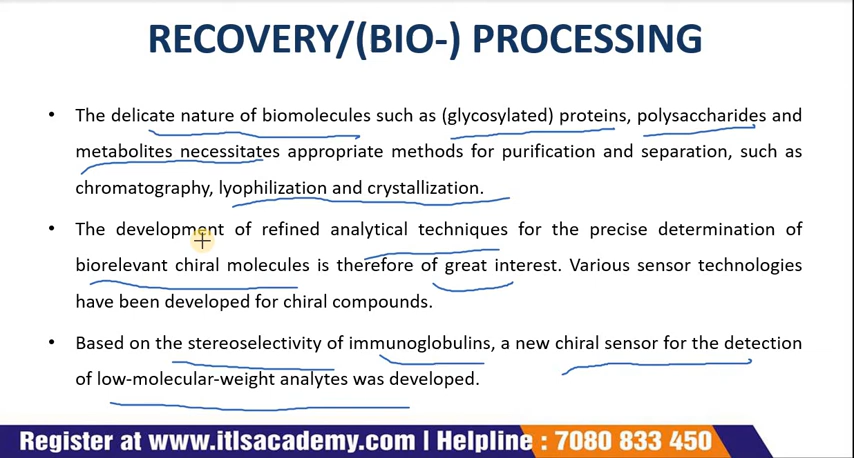 RECOVERY/(BIO-) PROCESSING
• The delicate nature of biomolecules such as (glycosylated) proteins, polysaccharides and
metabolites necessitates appropriate methods for purification and separation, such as
chromatography, lyophilization and crystallization.
• The development of refined analytical techniques for the precise determination of
biorelevant chiral molecules is therefore of great interest. Various sensor technologies
have been developed for chiral compounds.
• Based on the stereoselectivity of immunoglobulins, a new chiral sensor for the detection
of low-molecular-weight analytes was developed.
Register at www.itlsacademy.com | Helpline : 7080 833 450